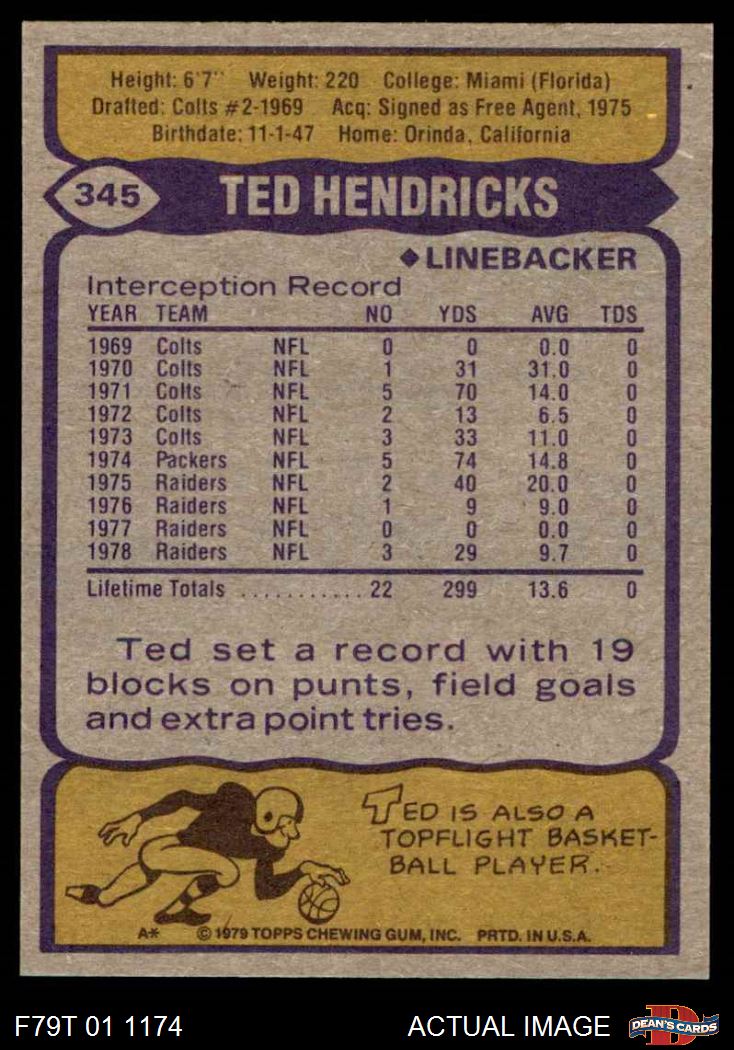 Height: 6'7" Weight: 220 College: Miami (Florida)
Drafted: Colts #2-1969 Acq: Signed as Free Agent, 1975
Birthdate: 11-1-47 Home: Orinda, California
345 TED HENDRICKS
◆ LINEBACKER
Interception Record
YEAR TEAM NO YDS AVG TDS
1969 Colts NFL 0 0 0.0 0
1970 Colts NFL 1 31 31.0 0
1971 Colts NFL 5 70 14.0 0
1972 Colts NFL 2 13 6.5 0
1973 Colts NFL 3 33 11.0 0
1974 Packers NFL 5 74 14.8 0
1975 Raiders NFL 2 40 20.0 0
1976 Raiders NFL 1 9 9.0 0
1977 Raiders NFL 0 0 0.0 0
1978 Raiders NFL 3 29 9.7 0
Lifetime Totals ........... 22 299 13.6 0
Ted set a record with 19
blocks on punts, field goals
and extra point tries.
TED IS ALSO A
TOPFLIGHT BASKET-
BALL PLAYER.
A* © 1979 TOPPS CHEWING GUM, INC. PRTD. IN U.S.A.
F79T 01 1174 ACTUAL IMAGE D DEAN'S CARDS